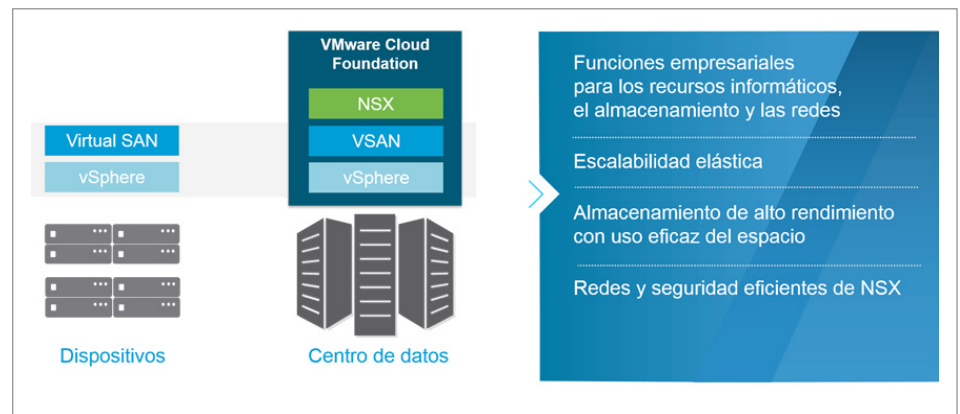 VMware Cloud
Foundation
NSX
Virtual SAN
VSAN
vSphere
vSphere
Dispositivos
Centro de datos
Funciones empresariales
para los recursos informáticos,
el almacenamiento y las redes
Escalabilidad elástica
Almacenamiento de alto rendimiento
con uso eficaz del espacio
Redes y seguridad eficientes de NSX